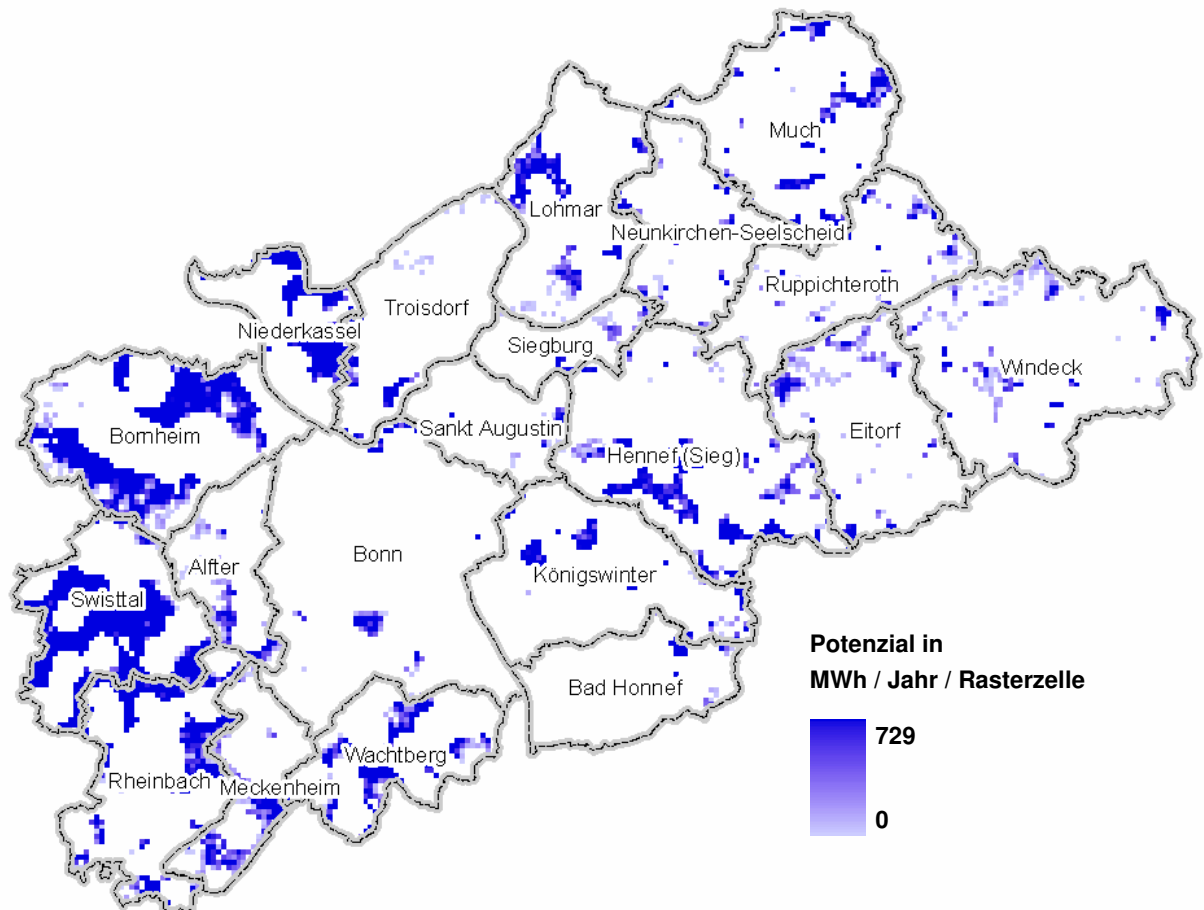 Much
Lohmar
Neunkirchen-Seelscheid
Ruppichteroth
Troisdorf
Niederkassel
Siegburg
Windeck
Sankt Augustin
Bornheim
Eitorf
Hennef (Sieg)
Bonn
Alfter
Königswinter
Swisttal
Potenzial in
MWh / Jahr / Rasterzelle
Bad Honnef
729
Wachtberg
Rheinbach
Meckenheim
0